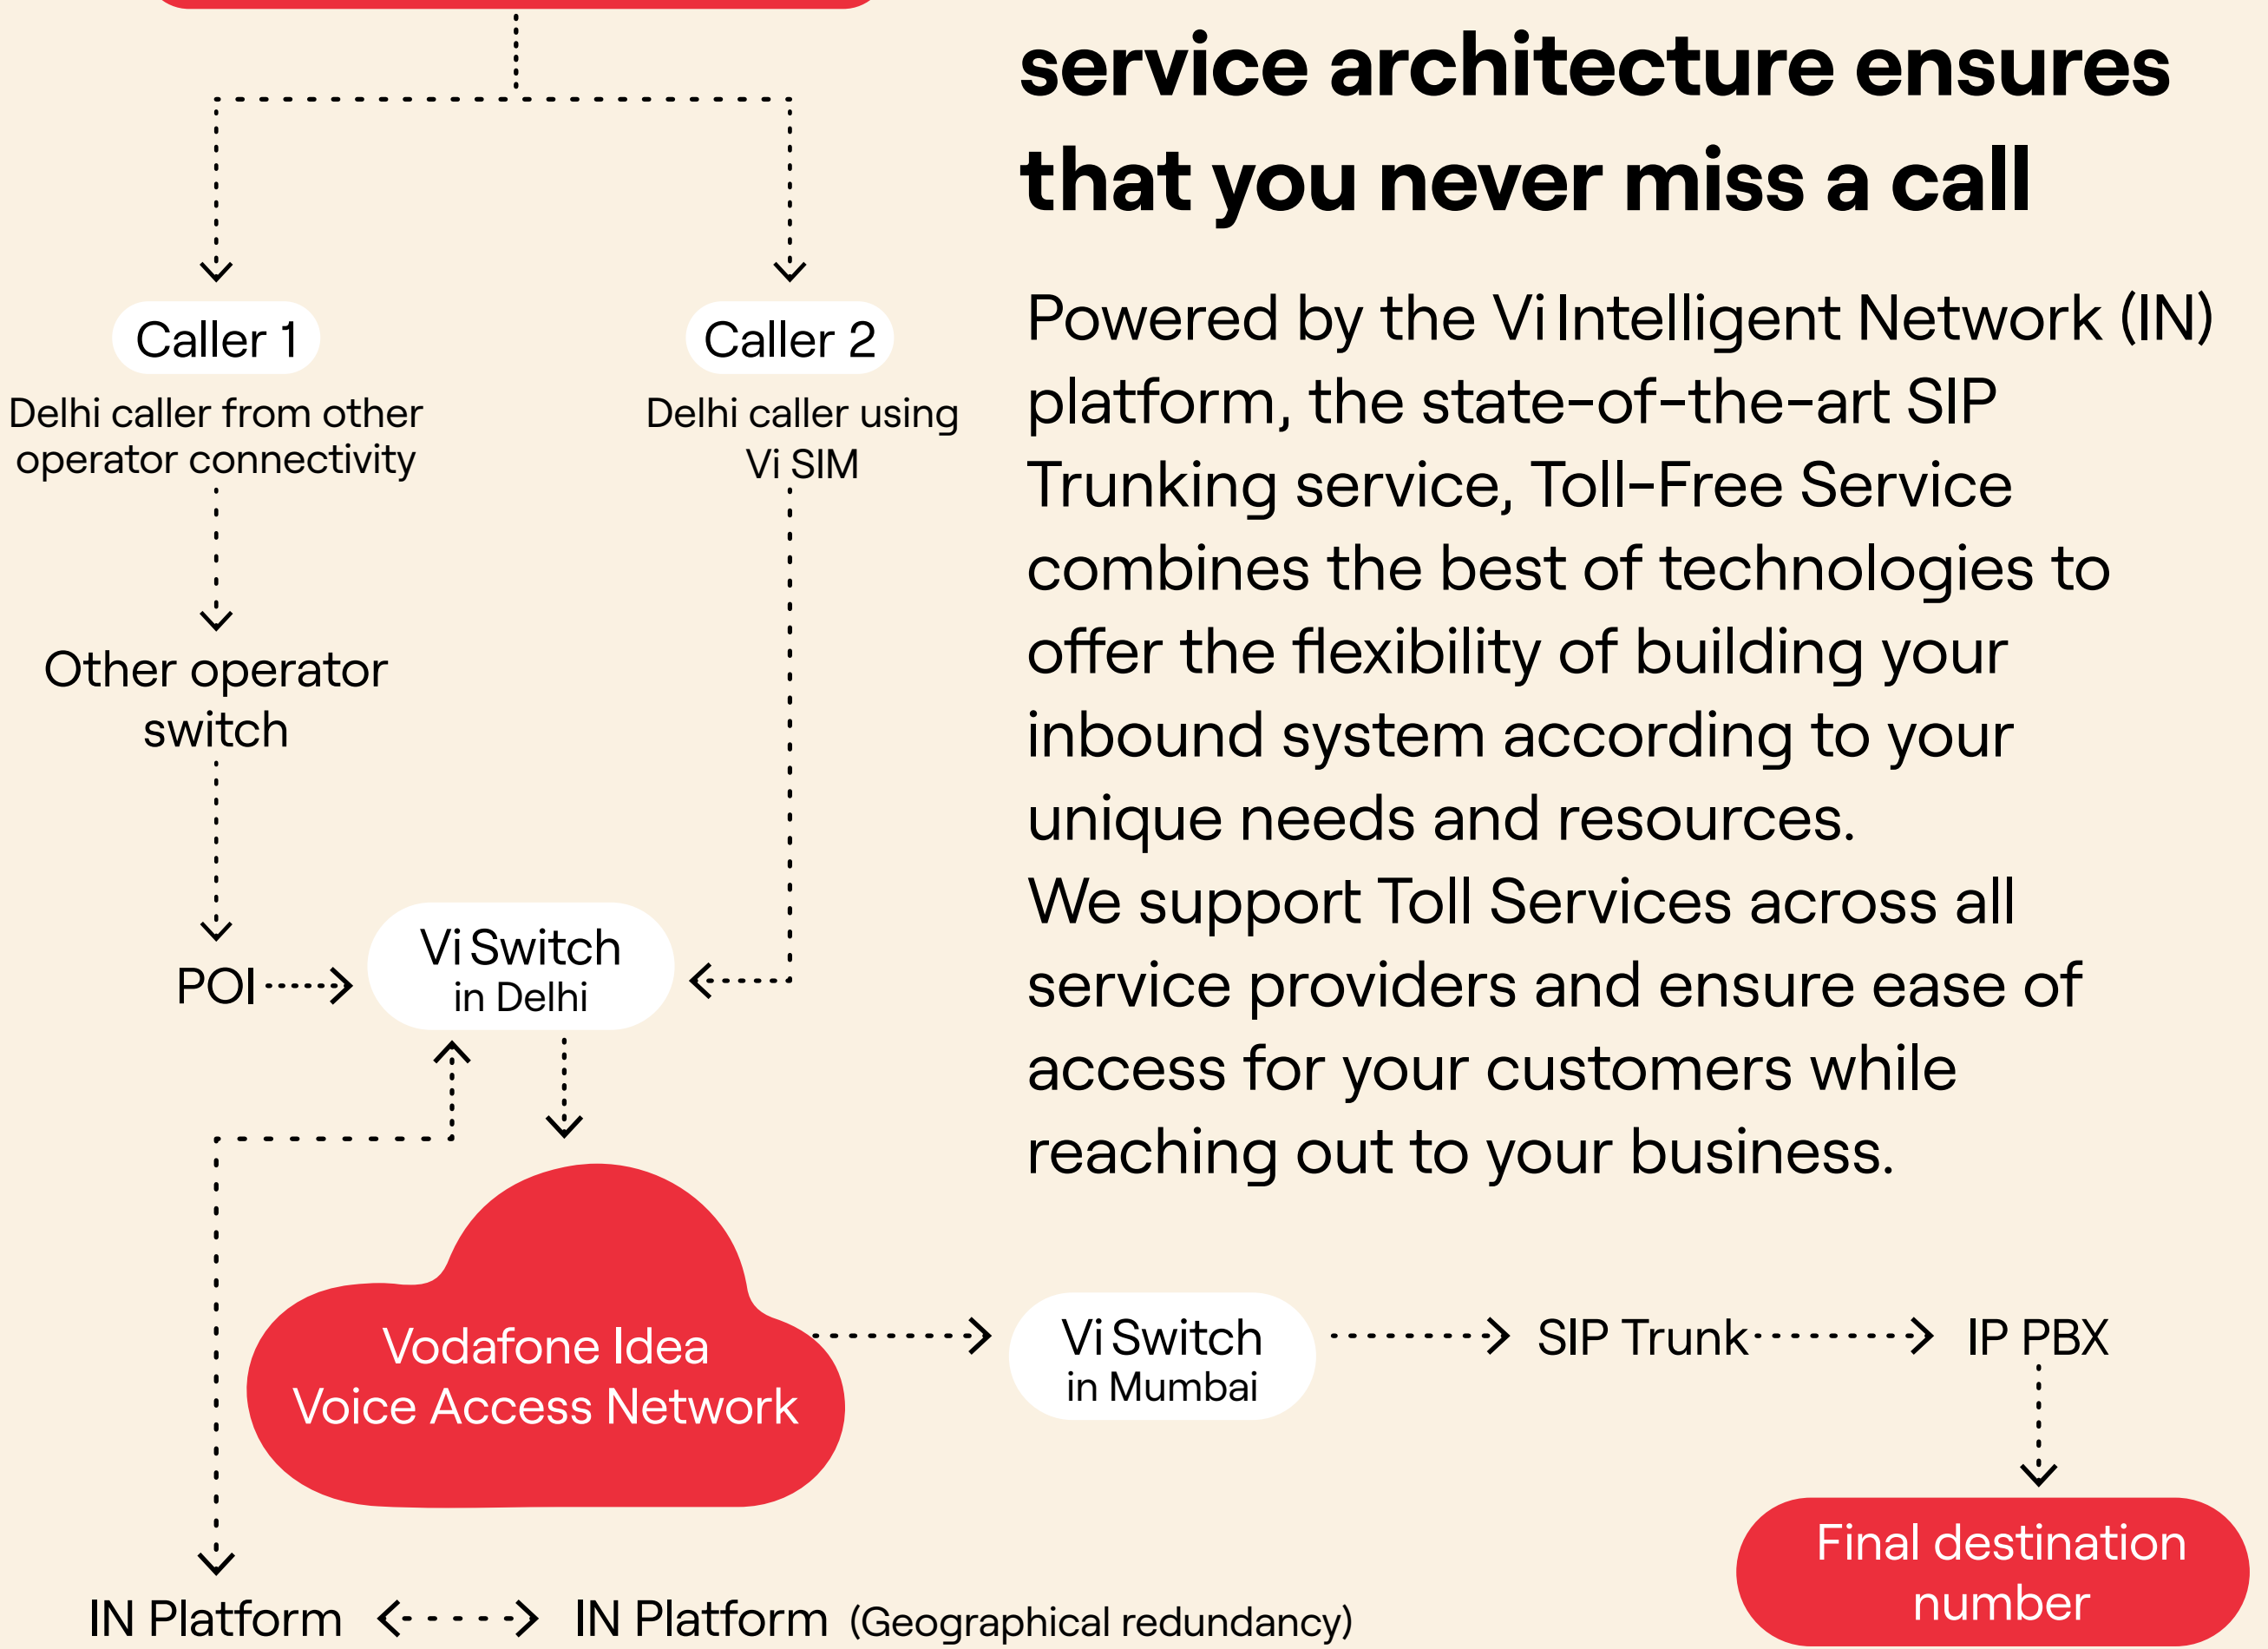 service architecture ensures
that you never miss a call
Powered by the Vi Intelligent Network (IN)
platform, the state-of-the-art SIP
Trunking service, Toll-Free Service
combines the best of technologies to
offer the flexibility of building your
inbound system according to your
unique needs and resources.
We support Toll Services across all
service providers and ensure ease of
access for your customers while
reaching out to your business.
Caller 1
Delhi caller from other
operator connectivity
Caller 2
Delhi caller using
Vi SIM
Other operator
switch
POI
Vi Switch
in Delhi
Vodafone Idea
Voice Access Network
Vi Switch
in Mumbai
SIP Trunk
IP PBX
Final destination
number
IN Platform
IN Platform (Geographical redundancy)